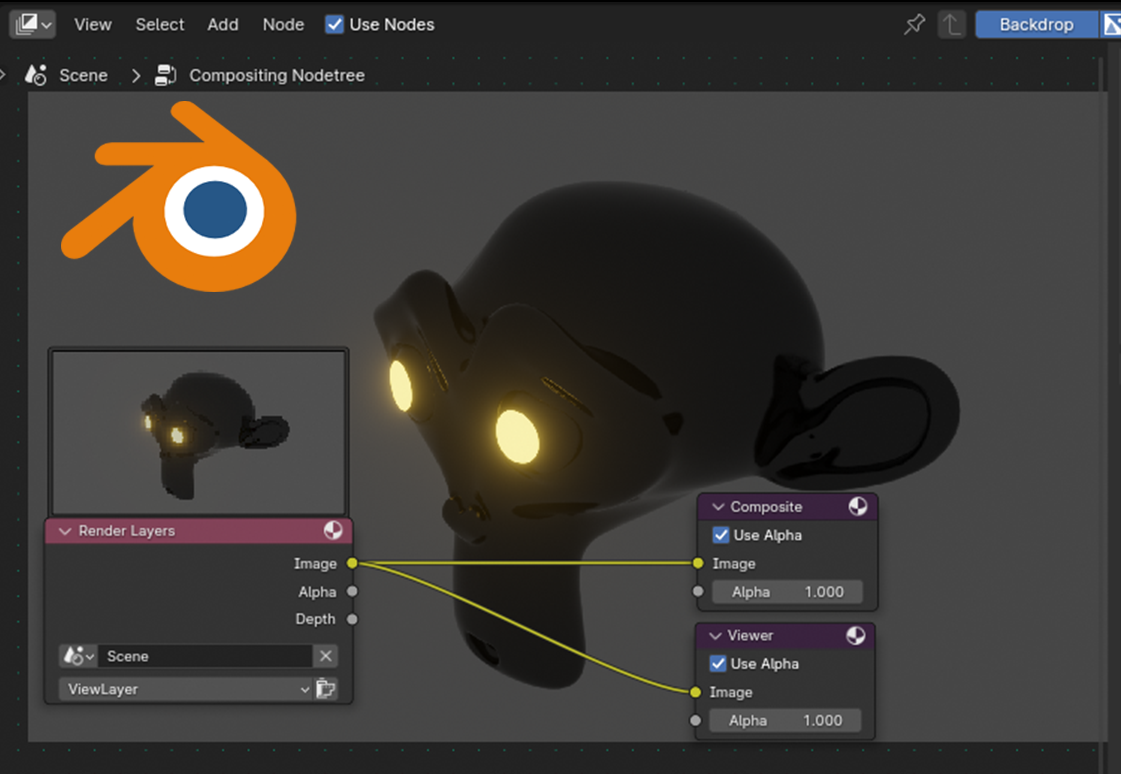 View Select Add Node Use Nodes Backdrop
Scene Compositing Nodetree
Render Layers
Image
Alpha
Depth
Scene
ViewLayer
Composite
Use Alpha
Image
Alpha 1.000
Viewer
Use Alpha
Image
Alpha 1.000